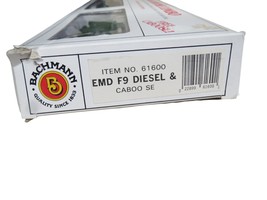 ITEM NO. 61600
EMD F9 DIESEL &
CABOO SE
BACHMANN
QUALITY SINCE 1833